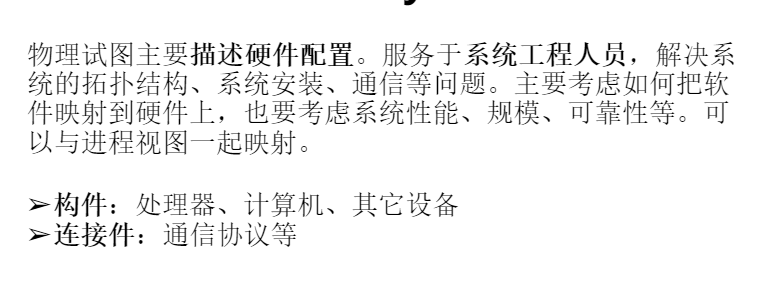 物理试图主要描述硬件配置。服务于系统工程人员，解决系
统的拓扑结构、系统安装、通信等问题。主要考虑如何把软
件映射到硬件上，也要考虑系统性能、规模、可靠性等。可
以与进程视图一起映射。
➢构件：处理器、计算机、其它设备
➢连接件：通信协议等